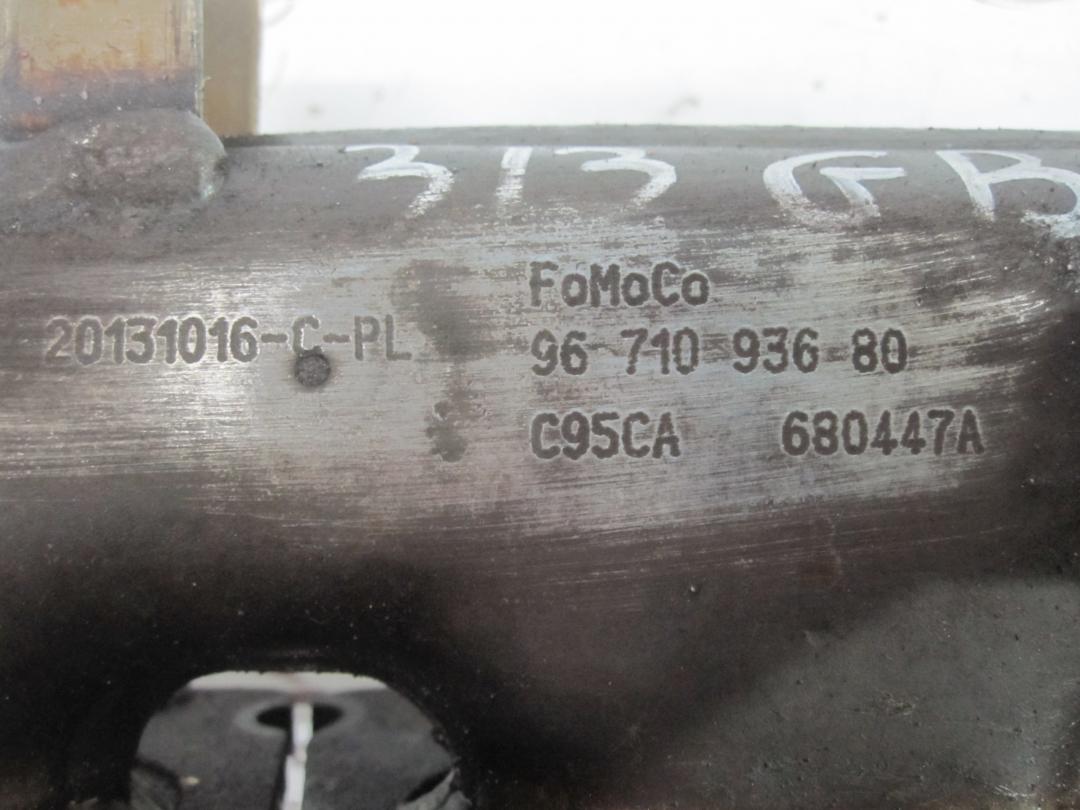 313 GB
FoMoCo
20131016-C-PL
96 710 936 80
C95CA 680447A